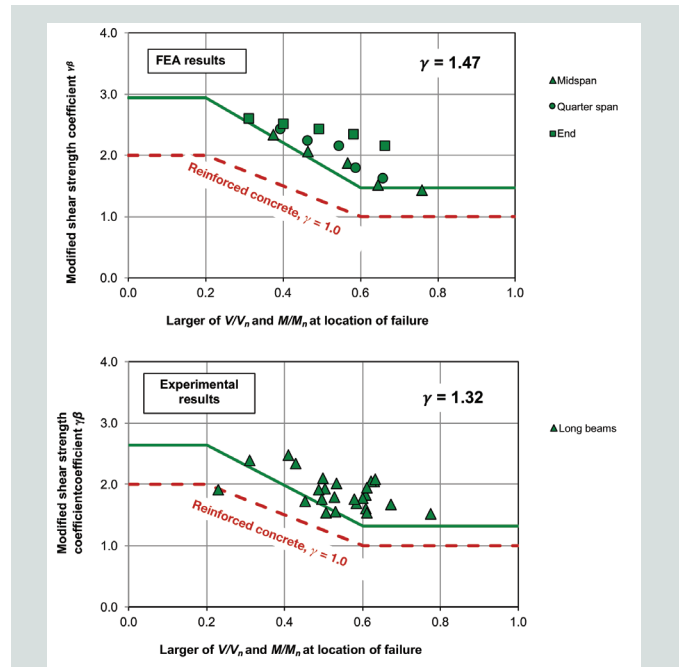 4.0
FEA results
γ = 1.47
3.0
2.0
1.0
0.0
Modified shear strength coefficient γβ
Reinforced concrete, γ = 1.0
0.0 0.2 0.4 0.6 0.8 1.0
Larger of V/Vn and M/Mn at location of failure
Midspan
Quarter span
End
4.0
Experimental
results
γ = 1.32
3.0
2.0
1.0
0.0
Modified shear strength
coefficientcoefficient γβ
Reinforced concrete, γ = 1.0
0.0 0.2 0.4 0.6 0.8 1.0
Larger of V/Vn and M/Mn at location of failure
Long beams